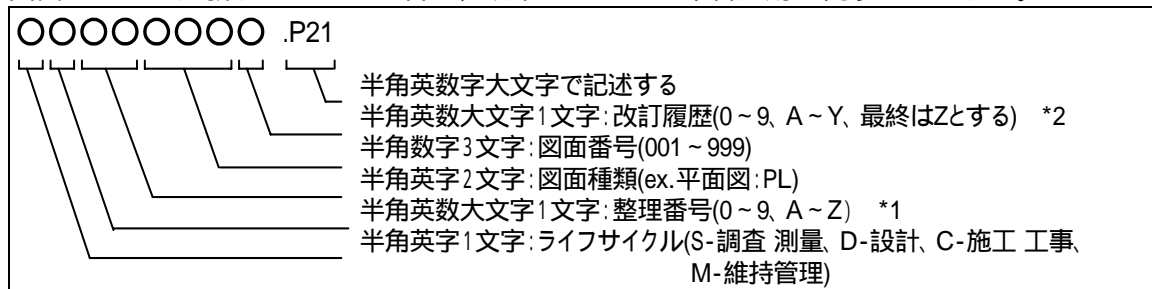 〇〇〇〇〇〇〇〇 .P21
半角英数字大文字で記述する
半角英数大文字1文字:改訂履歴(0~9、A~Y、最終はZとする) *2
半角数字3文字:図面番号(001~999)
半角英字2文字:図面種類(ex.平面図:PL)
半角英数大文字1文字:整理番号(0~9、A~Z) *1
半角英字1文字:ライフサイクル(S-調査 測量、D-設計、C-施工 工事、
M-維持管理)